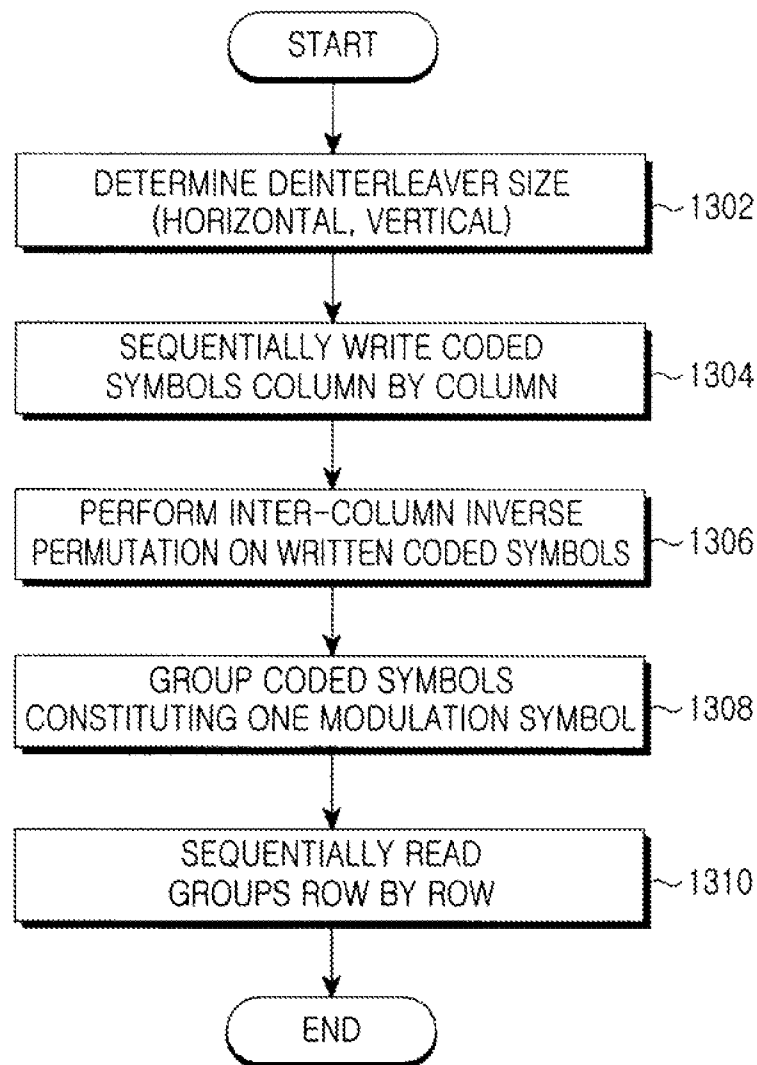 START
DETERMINE DEINTERLEAVER SIZE
(HORIZONTAL, VERTICAL)
1302
SEQUENTIALLY WRITE CODED
SYMBOLS COLUMN BY COLUMN
1304
PERFORM INTER-COLUMN INVERSE
PERMUTATION ON WRITTEN CODED SYMBOLS
1306
GROUP CODED SYMBOLS
CONSTITUTING ONE MODULATION SYMBOL
1308
SEQUENTIALLY READ
GROUPS ROW BY ROW
1310
END